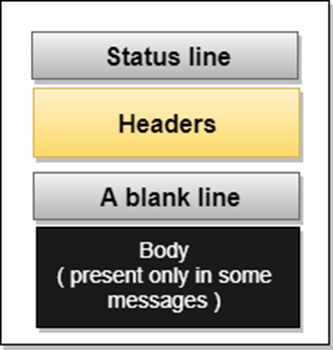 Status line
Headers
A blank line
Body
( present only in some
messages )